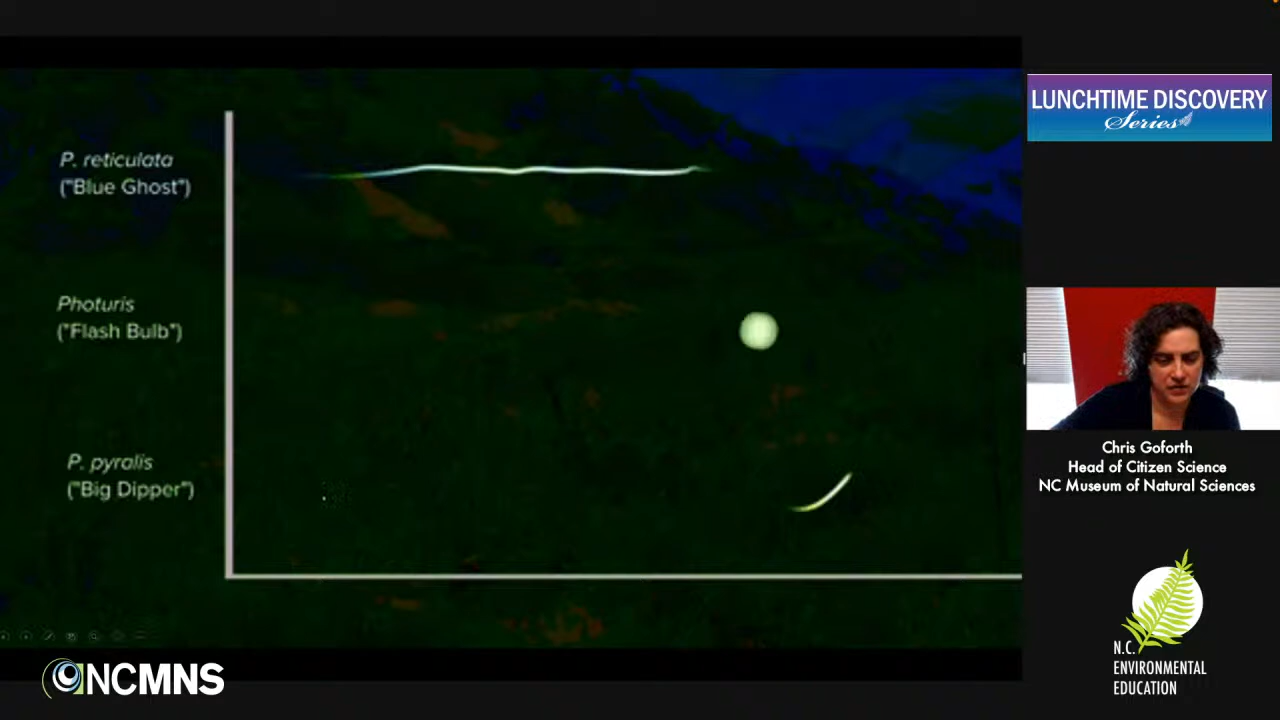 P. reticulata
("Blue Ghost")
Photuris
("Flash Bulb")
P. pyralis
("Big Dipper")
NCMNS
LUNCHTIME DISCOVERY
Series
Chris Goforth
Head of Citizen Science
NC Museum of Natural Sciences
N.C.
ENVIRONMENTAL
EDUCATION